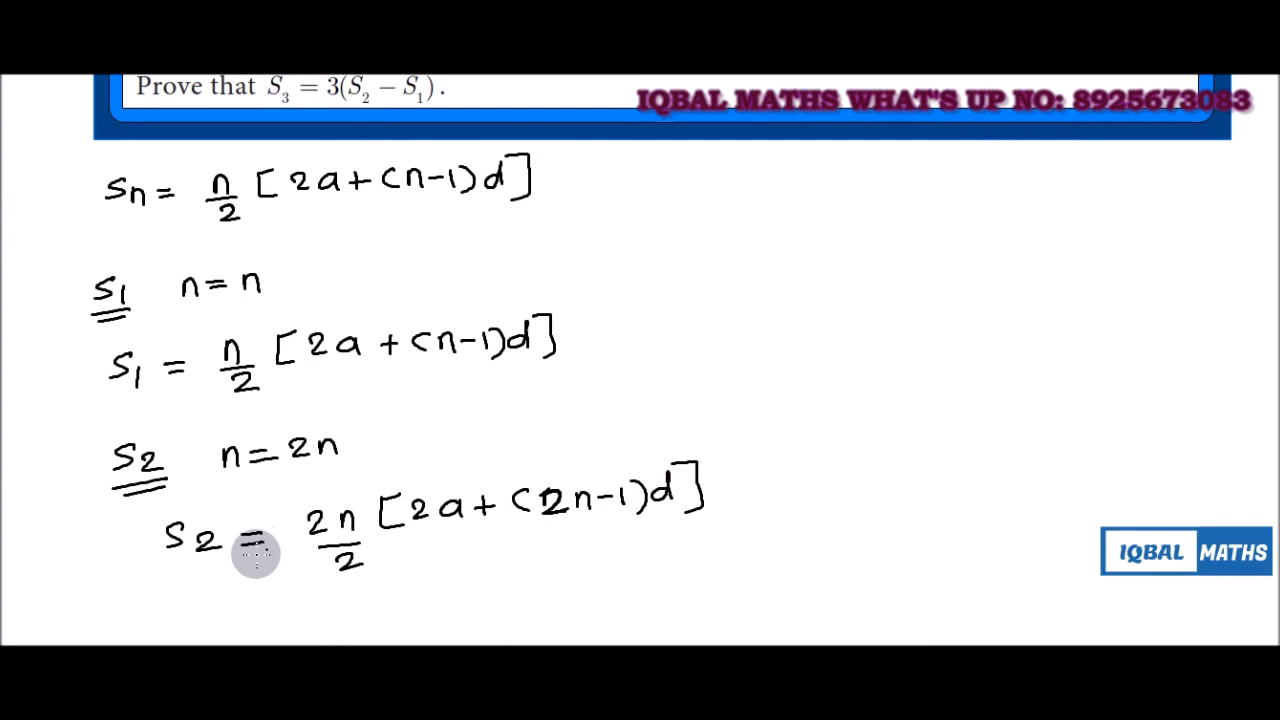 Prove that S₃ = 3(S₂ − S₁).
IQBAL MATHS WHAT'S UP NO: 8925673083
Sn = n/2 [2a+(n-1)d]
S1 n = n
S1 = n/2 [2a+(n-1)d]
S2 n = 2n
S2 = 2n/2 [2a+(2n-1)d]
IQBAL MATHS